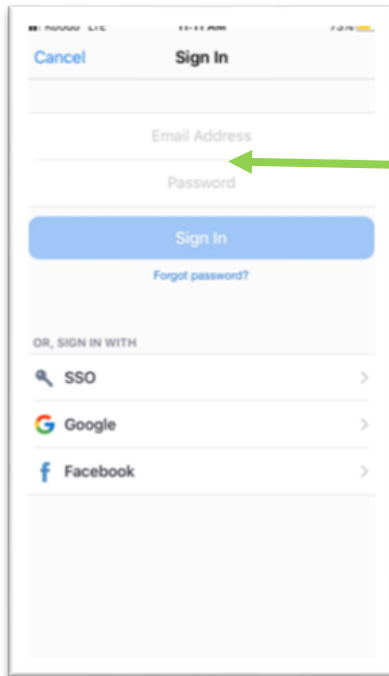 Cancel Sign In
Email Address
Password
Sign In
Forgot password?
OR, SIGN IN WITH
SSO
Google
Facebook